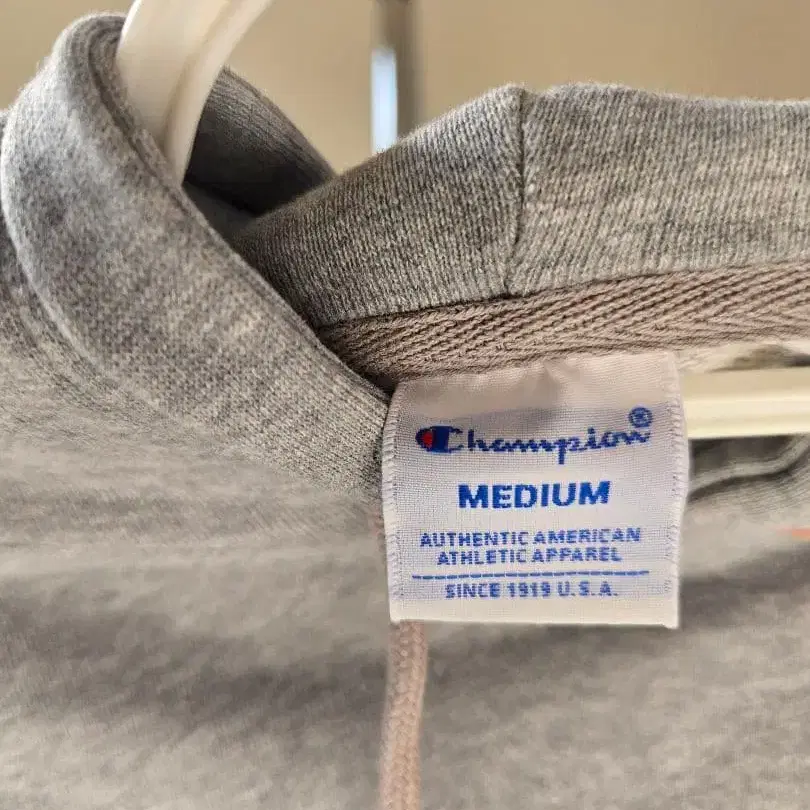 Champion®
MEDIUM
AUTHENTIC AMERICAN
ATHLETIC APPAREL
SINCE 1919 U.S.A.